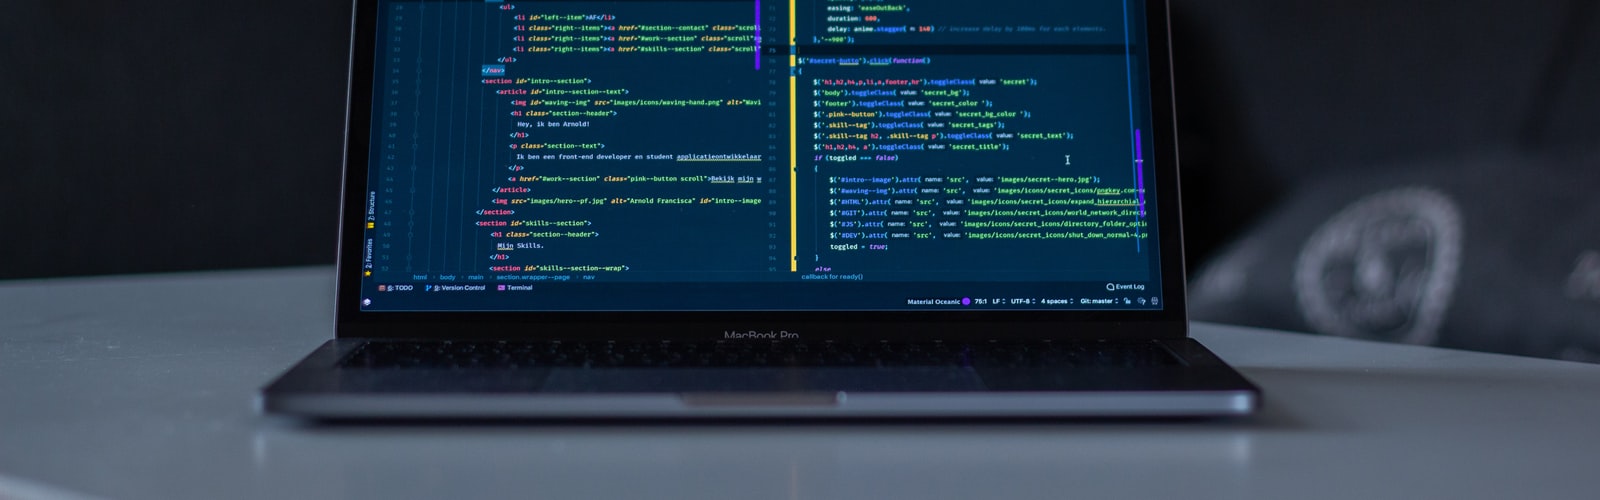 <ul>
<li id="left--item">AF</li>
<li class="right--items"><a href="#section--contact" class="scroll
<li class="right--items"><a href="#work--section" class="scroll">
<li class="right--items"><a href="#skills--section" class="scroll"
</ul>
</nav>
<section id="intro--section">
<article id="intro--section--text">
<img id="waving--img" src="images/icons/waving-hand.png" alt="Wavi
<h1 class="section--header">
Hey, ik ben Arnold!
</h1>
<p class="section--text">
Ik ben een front-end developer en student applicatieontwikkelaar
</p>
<a href="#work--section" class="pink--button scroll">Bekijk mijn w
</article>
<img src="images/hero--pf.jpg" alt="Arnold Francisca" id="intro--image
</section>
<section id="skills--section">
<h1 class="section--header">
Mijn Skills.
</h1>
<section id="skills--section--wrap">
html body main section.wrapper--page nav
easing: 'easeOutBack',
duration: 600,
delay: anime.stagger( 140) // increase delay by 200ms for each elements.
},'-=900');
$('#secret-butto').click(function()
{
$('h1,h2,h4,p,li,a,footer,hr').toggleClass( value: 'secret');
$('body').toggleClass( value: 'secret_bg');
$('footer').toggleClass( value: 'secret_color ');
$('.pink--button').toggleClass( value: 'secret_bg_color ');
$('.skill--tag').toggleClass( value: 'secret_tags');
$('.skill--tag h2, .skill--tag p').toggleClass( value: 'secret_text');
$('h1,h2,h4, a').toggleClass( value: 'secret_title');
if (toggled === false)
{
$('#intro--image').attr( name: 'src', value: 'images/secret--hero.jpg');
$('#waving--img').attr( name: 'src', value: 'images/icons/secret_icons/pngkey.com
$('#HTML').attr( name: 'src', value: 'images/icons/secret_icons/expand_hierarchial
$('#GIT').attr( name: 'src', value: 'images/icons/secret_icons/world_network_direc
$('#JS').attr( name: 'src', value: 'images/icons/secret_icons/directory_folder_opti
$('#DEV').attr( name: 'src', value: 'images/icons/secret_icons/shut_down_normal-4.p
toggled = true;
}
else
callback for ready()
Z: Structure
2: Favorites
6: TODO 9: Version Control Terminal
Event Log
Material Oceanic 75:1 LF UTF-8 4 spaces Git: master
MacBook Pro